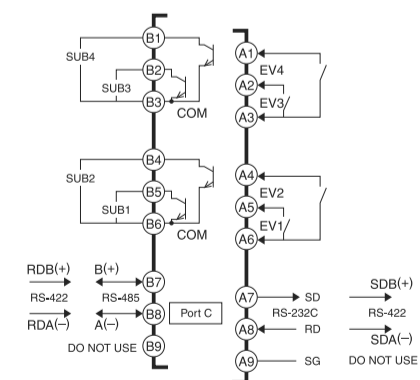 B1
SUB4
B2
SUB3
B3
COM
B4
SUB2
B5
SUB1
B6
COM
RDB(+) B(+) B7
RS-422 RS-485 B8 Port C
RDA(−) A(−)
DO NOT USE B9
A1
EV4
A2
EV3
A3
A4
EV2
A5
EV1
A6
A7 SD SDB(+)
RS-232C RS-422
A8 RD SDA(−)
A9 SG DO NOT USE